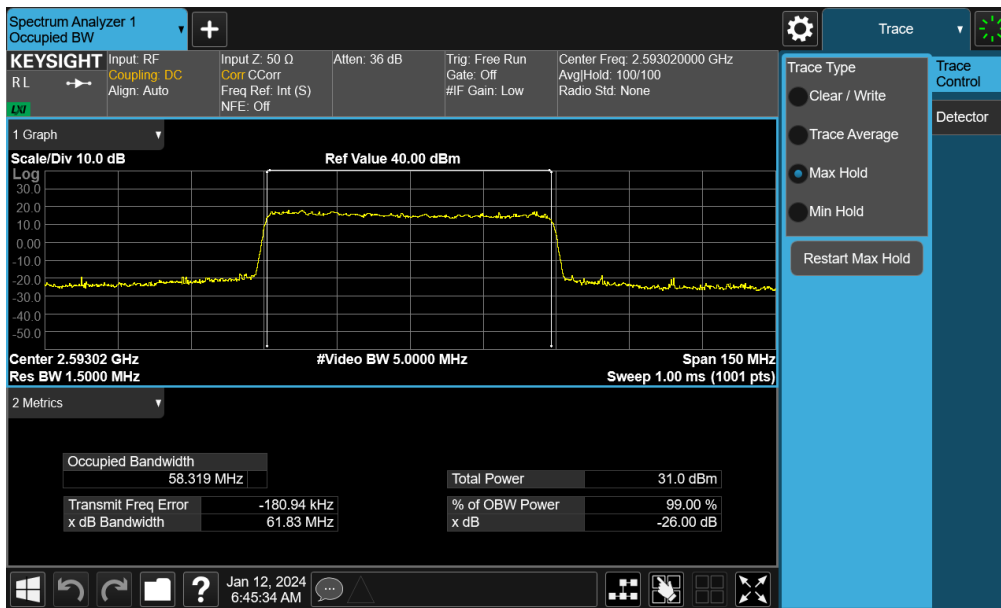 Spectrum Analyzer 1
Occupied BW
Trace
KEYSIGHT
R L
LXI
Input: RF
Coupling: DC
Align: Auto
Input Z: 50 Ω
Corr CCorr
Freq Ref: Int (S)
NFE: Off
Atten: 36 dB
Trig: Free Run
Gate: Off
#IF Gain: Low
Center Freq: 2.593020000 GHz
Avg|Hold: 100/100
Radio Std: None
Trace Type
Clear / Write
Trace Average
Max Hold
Min Hold
Restart Max Hold
Trace
Control
Detector
1 Graph
Scale/Div 10.0 dB
Ref Value 40.00 dBm
Log
30.0
20.0
10.0
0.00
-10.0
-20.0
-30.0
-40.0
-50.0
Center 2.59302 GHz
#Video BW 5.0000 MHz
Span 150 MHz
Res BW 1.5000 MHz
Sweep 1.00 ms (1001 pts)
2 Metrics
Occupied Bandwidth
58.319 MHz
Total Power 31.0 dBm
Transmit Freq Error -180.94 kHz
% of OBW Power 99.00 %
x dB Bandwidth 61.83 MHz
x dB -26.00 dB
Jan 12, 2024
6:45:34 AM